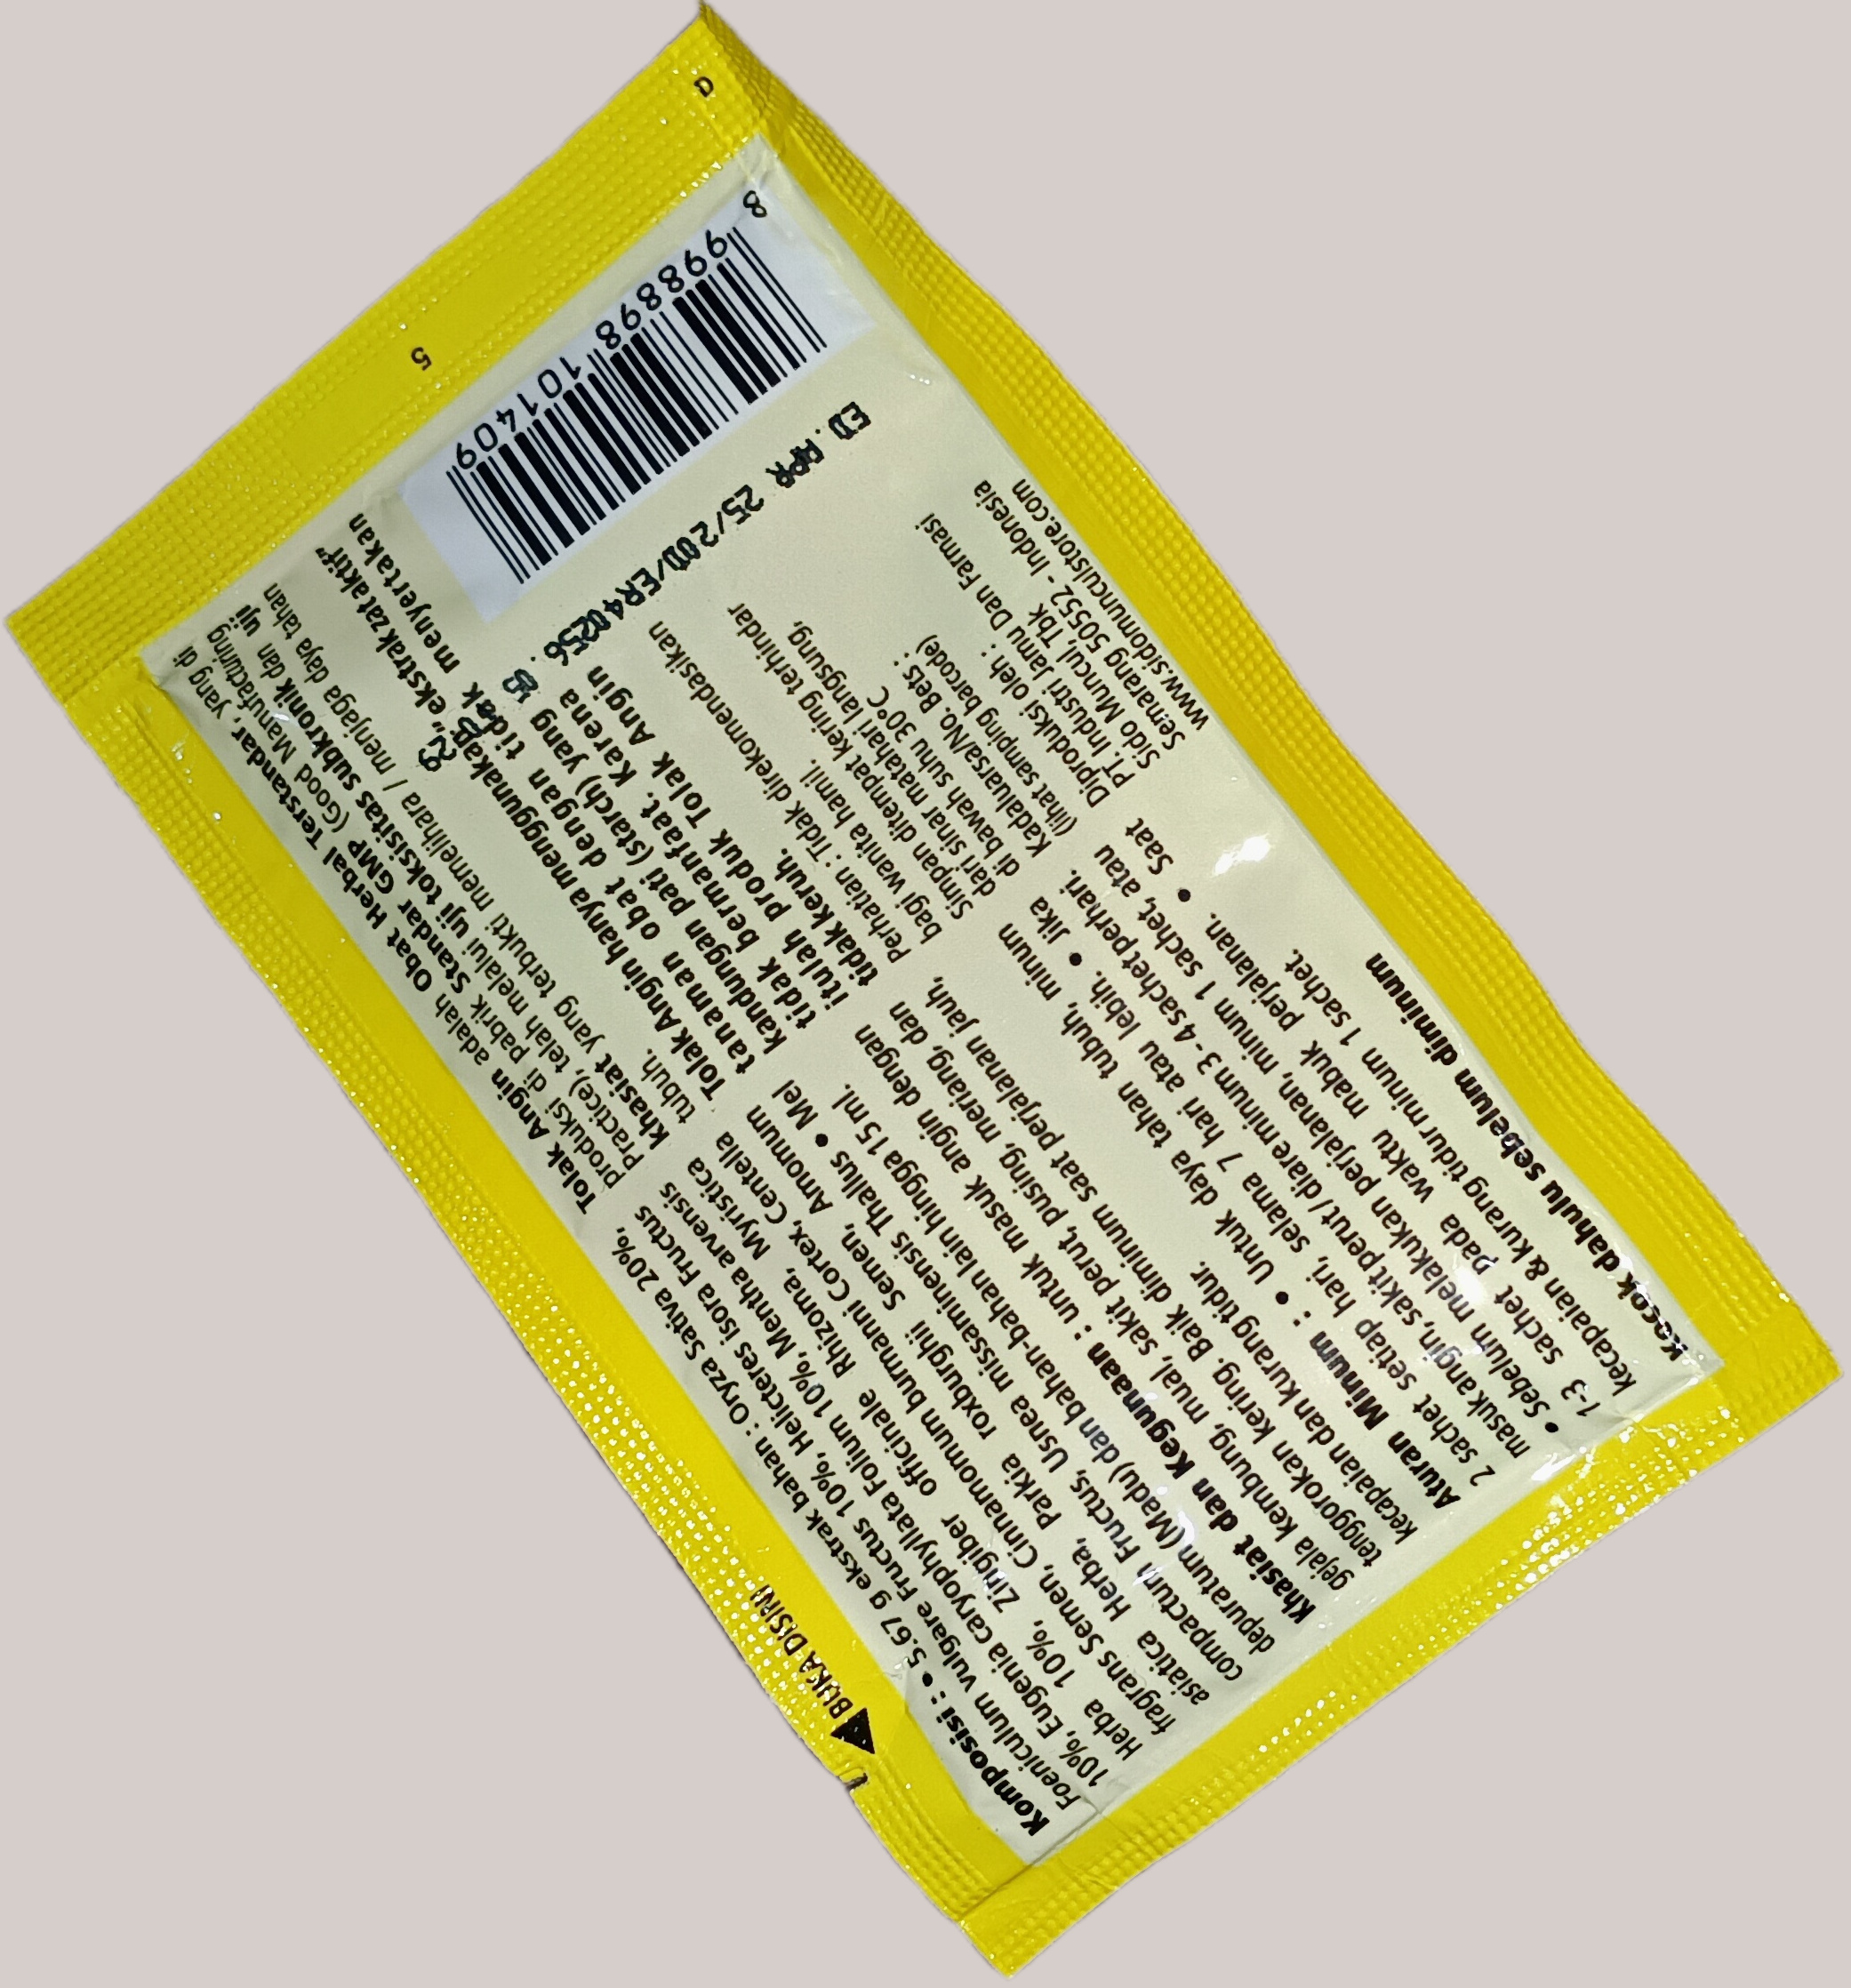 BUKA DISINI
Komposisi : • 5.67 g ekstrak bahan : Oryza Sativa 20%,
Foeniculum vulgare Fructus 10%, Helicteres isora Fructus
10%, Eugenia caryophyllata Folium 10%, Mentha arvensis
Herba 10%, Zingiber officinale Rhizoma, Myristica
fragrans Semen, Cinnamomum burmanni Cortex, Centella
asiatica Herba, Parkia roxburghii Semen, Amomum
compactum Fructus, Usnea missaminensis Thallus • Mel
depuratum (Madu) dan bahan-bahan lain hingga 15 ml.
Khasiat dan Kegunaan : untuk masuk angin dengan
gejala kembung, mual, sakit perut, pusing, meriang, dan
tenggorokan kering. Baik diminum saat perjalanan jauh,
kecapaian dan kurang tidur.
Aturan Minum : • Untuk daya tahan tubuh, minum
2 sachet setiap hari, selama 7 hari atau lebih. • Jika
masuk angin, sakit perut / diare minum 3-4 sachet perhari.
• Sebelum melakukan perjalanan, minum 1 sachet, atau
1-3 sachet pada waktu mabuk perjalanan. • Saat
kecapaian & kurang tidur minum 1 sachet.
Kocok dahulu sebelum diminum
Tolak Angin adalah Obat Herbal Terstandar, yang di
produksi di pabrik Standar GMP (Good Manufacturing
Practice), telah melalui uji toksisitas subkronik dan uji
khasiat yang terbukti memelihara / menjaga daya tahan
tubuh.
Tolak Angin hanya menggunakan "ekstrak zat aktif"
tanaman obat dengan tidak menyertakan
kandungan pati (starch) yang
tidak bermanfaat. Karena
itulah produk Tolak Angin
tidak keruh.
Perhatian : Tidak direkomendasikan
bagi wanita hamil.
Simpan ditempat kering terhindar
dari sinar matahari langsung,
di bawah suhu 30°C
Kadaluarsa/No. Bets :
(lihat samping barcode)
Diproduksi oleh :
PT. Industri Jamu Dan Farmasi
Sido Muncul, Tbk
Semarang 50552 - Indonesia
www.sidomunculstore.com
ED. APR 25/2
8 998898 101409
5
a